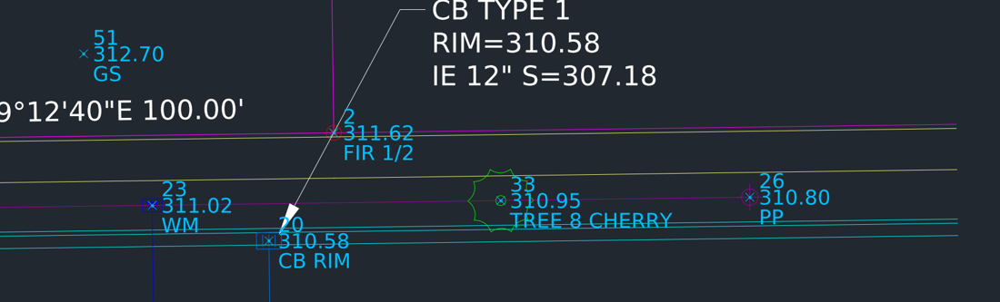 CB TYPE 1
RIM=310.58
IE 12" S=307.18
51
312.70
GS
9°12'40"E 100.00'
2
311.62
FIR 1/2
23
311.02
WM
20
310.58
CB RIM
33
310.95
TREE 8 CHERRY
26
310.80
PP